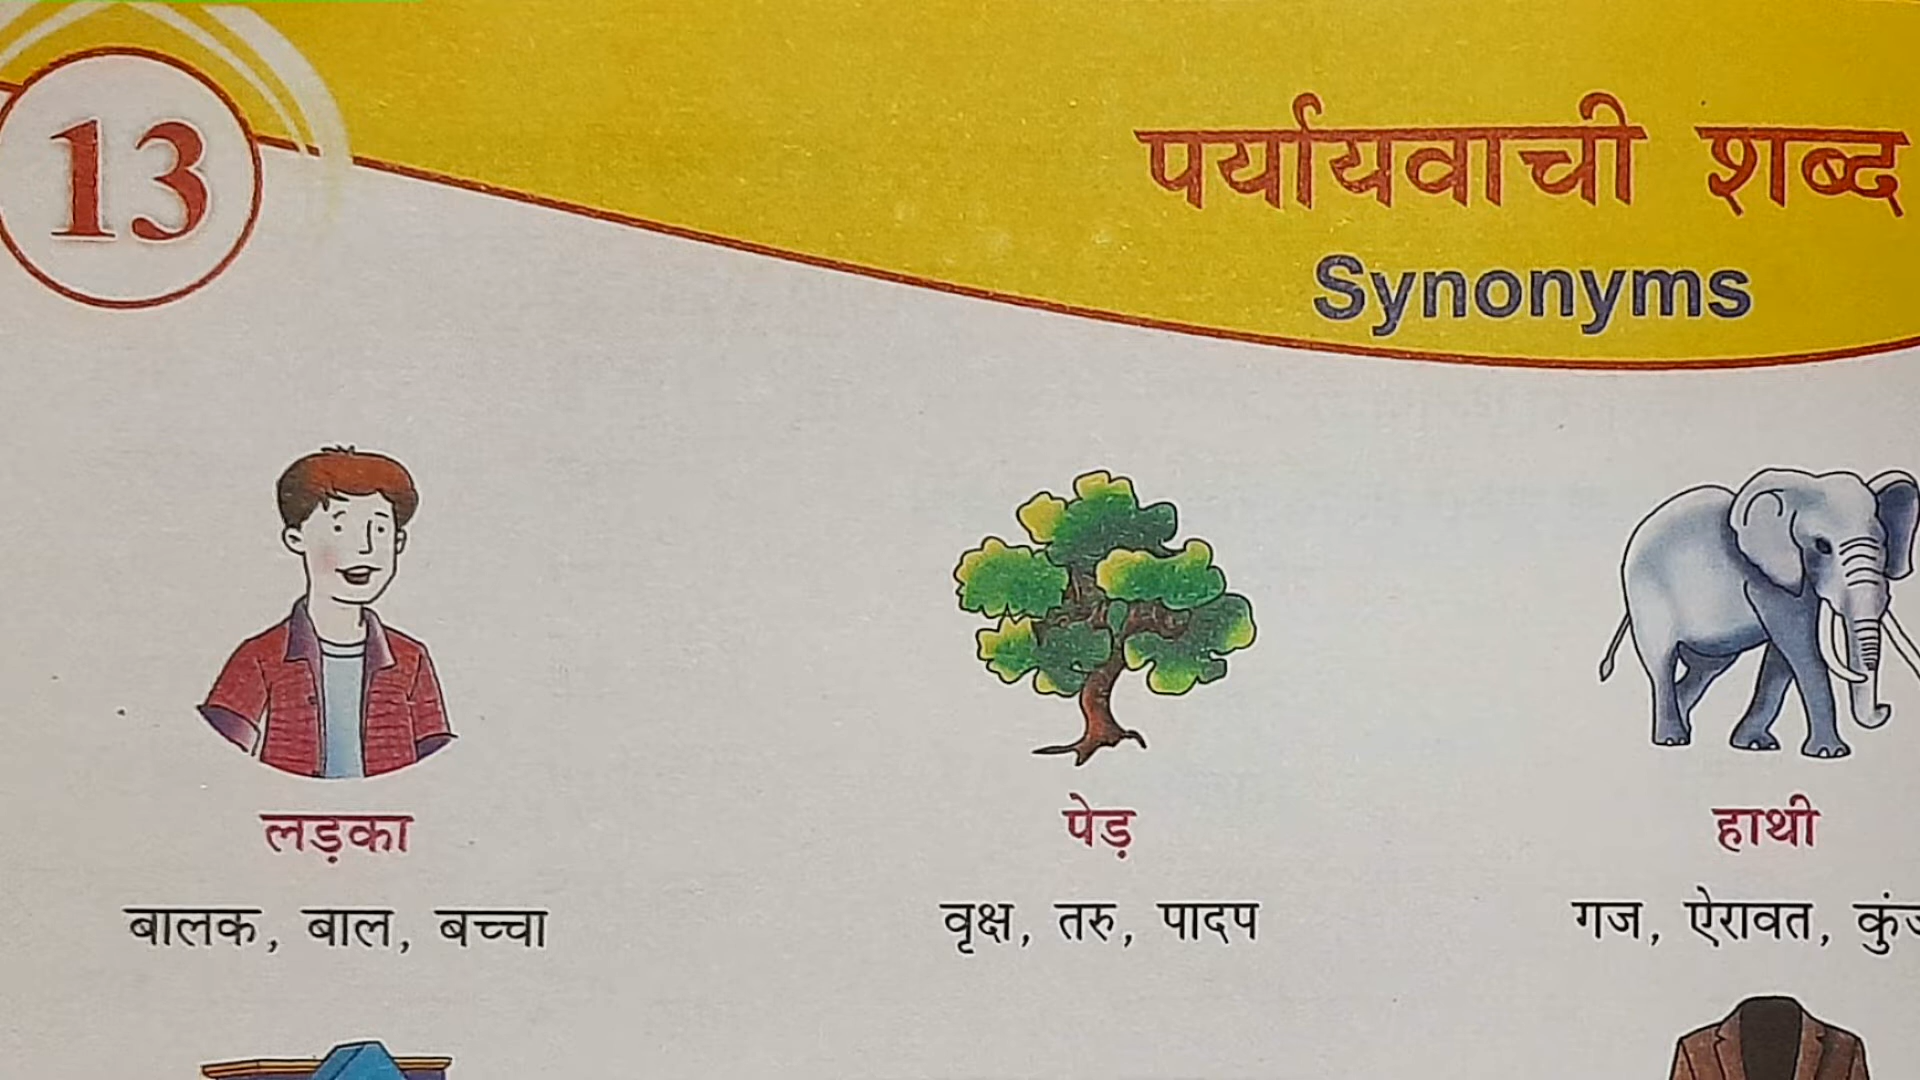 13
पर्यायवाची शब्द
Synonyms
लड़का
पेड़
हाथी
बालक, बाल, बच्चा
वृक्ष, तरु, पादप
गज, ऐरावत,